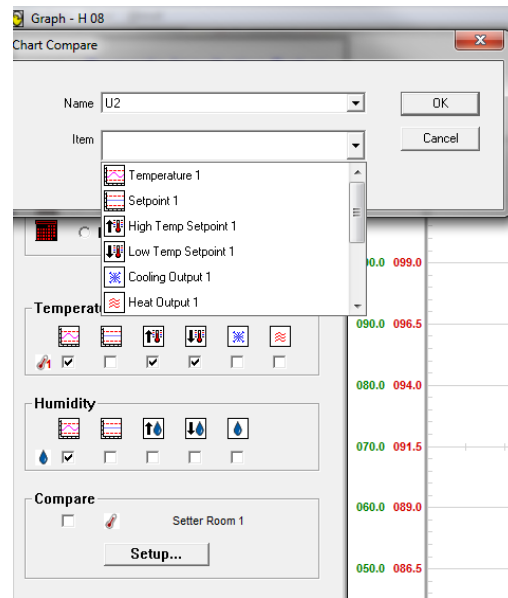 Graph - H 08
Chart Compare
Name U2 OK
Item Cancel
Temperature 1
Setpoint 1
High Temp Setpoint 1
Low Temp Setpoint 1
Cooling Output 1
Heat Output 1
099.0
Temperat
090.0 096.5
1
080.0 094.0
Humidity
070.0 091.5
Compare
060.0 089.0
Setter Room 1
Setup...
050.0 086.5